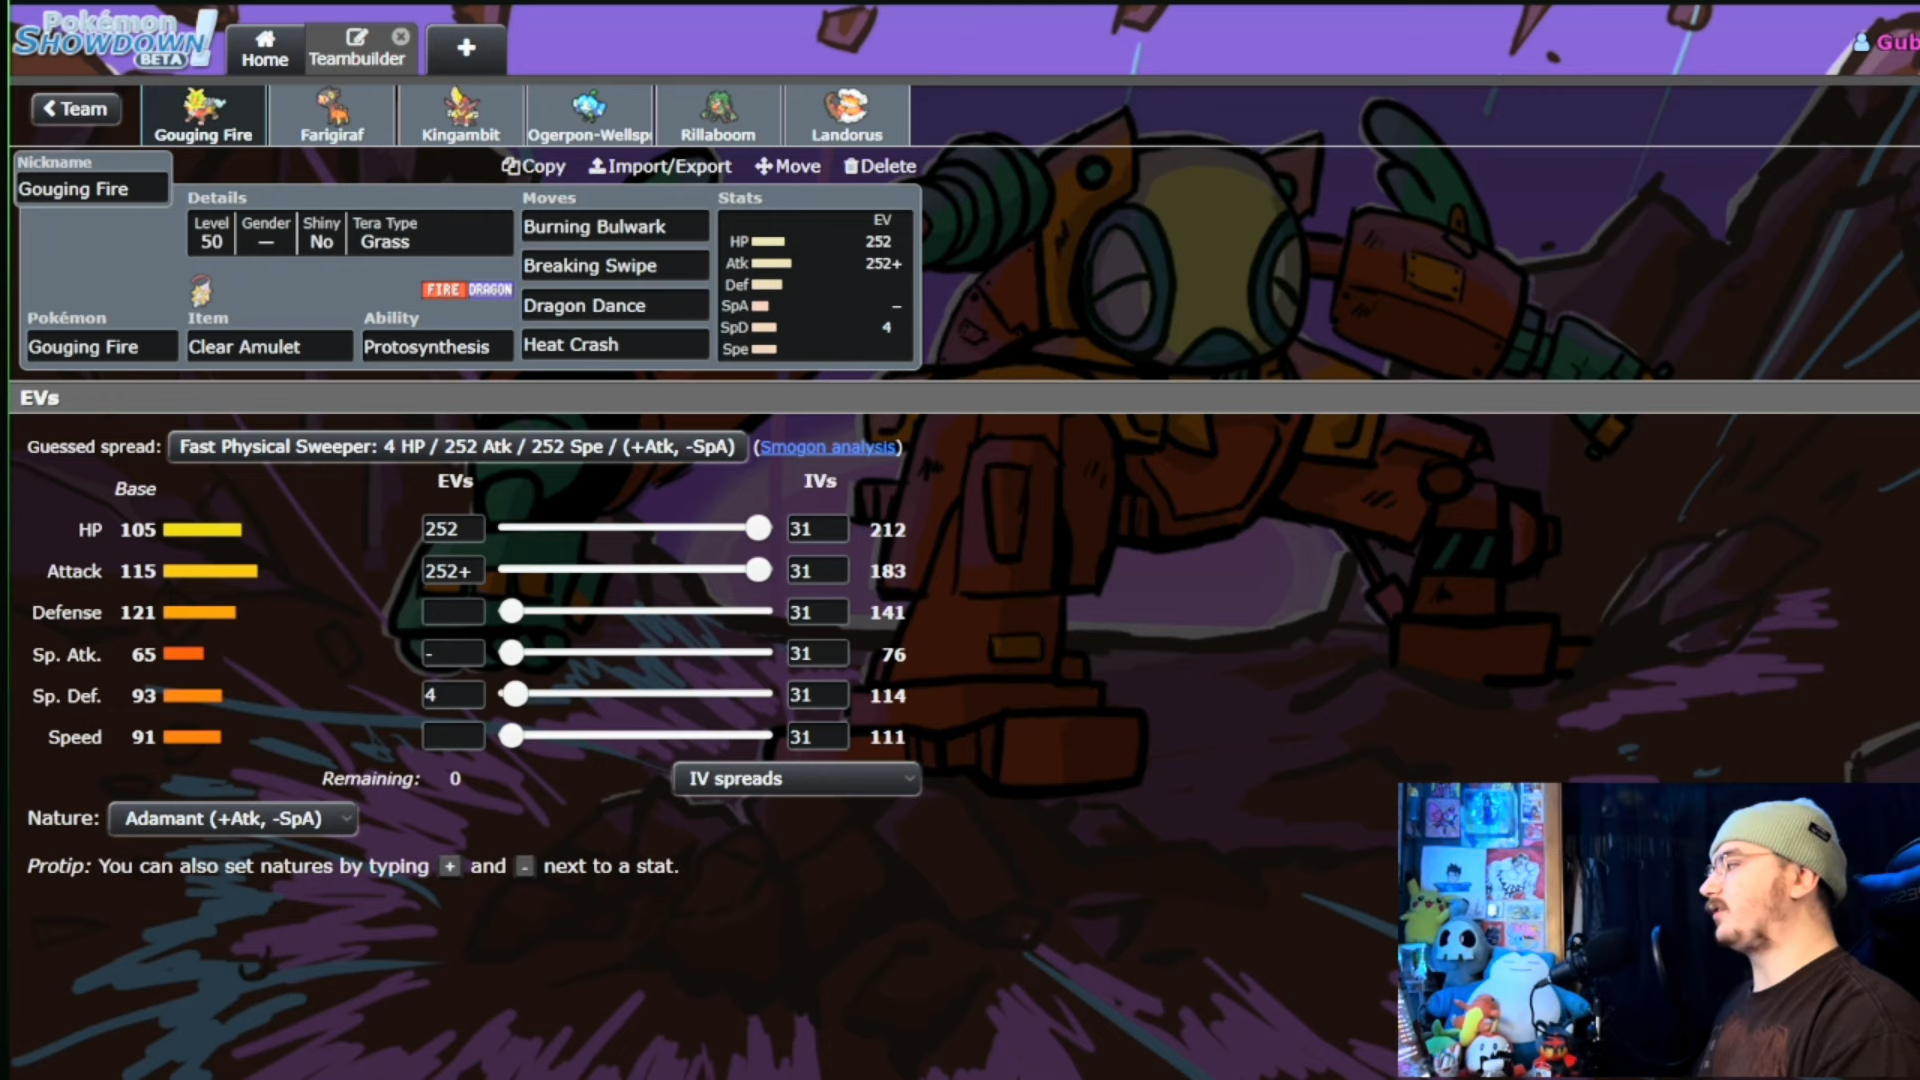 Pokémon
SHOWDOWN!
BETA
Home
Teambuilder
Gub
Team
Gouging Fire
Farigiraf
Kingambit
Ogerpon-Wellspr
Rillaboom
Landorus
Nickname
Gouging Fire
Copy
Import/Export
Move
Delete
Details
Moves
Stats
Level
50
Gender
—
Shiny
No
Tera Type
Grass
FIRE DRAGON
Pokémon
Gouging Fire
Item
Clear Amulet
Ability
Protosynthesis
Burning Bulwark
Breaking Swipe
Dragon Dance
Heat Crash
EV
HP 252
Atk 252+
Def
SpA –
SpD 4
Spe
EVs
Guessed spread: Fast Physical Sweeper: 4 HP / 252 Atk / 252 Spe / (+Atk, -SpA) (Smogon analysis)
Base EVs IVs
HP 105 252 31 212
Attack 115 252+ 31 183
Defense 121 31 141
Sp. Atk. 65 - 31 76
Sp. Def. 93 4 31 114
Speed 91 31 111
Remaining: 0 IV spreads
Nature: Adamant (+Atk, -SpA)
Protip: You can also set natures by typing + and - next to a stat.